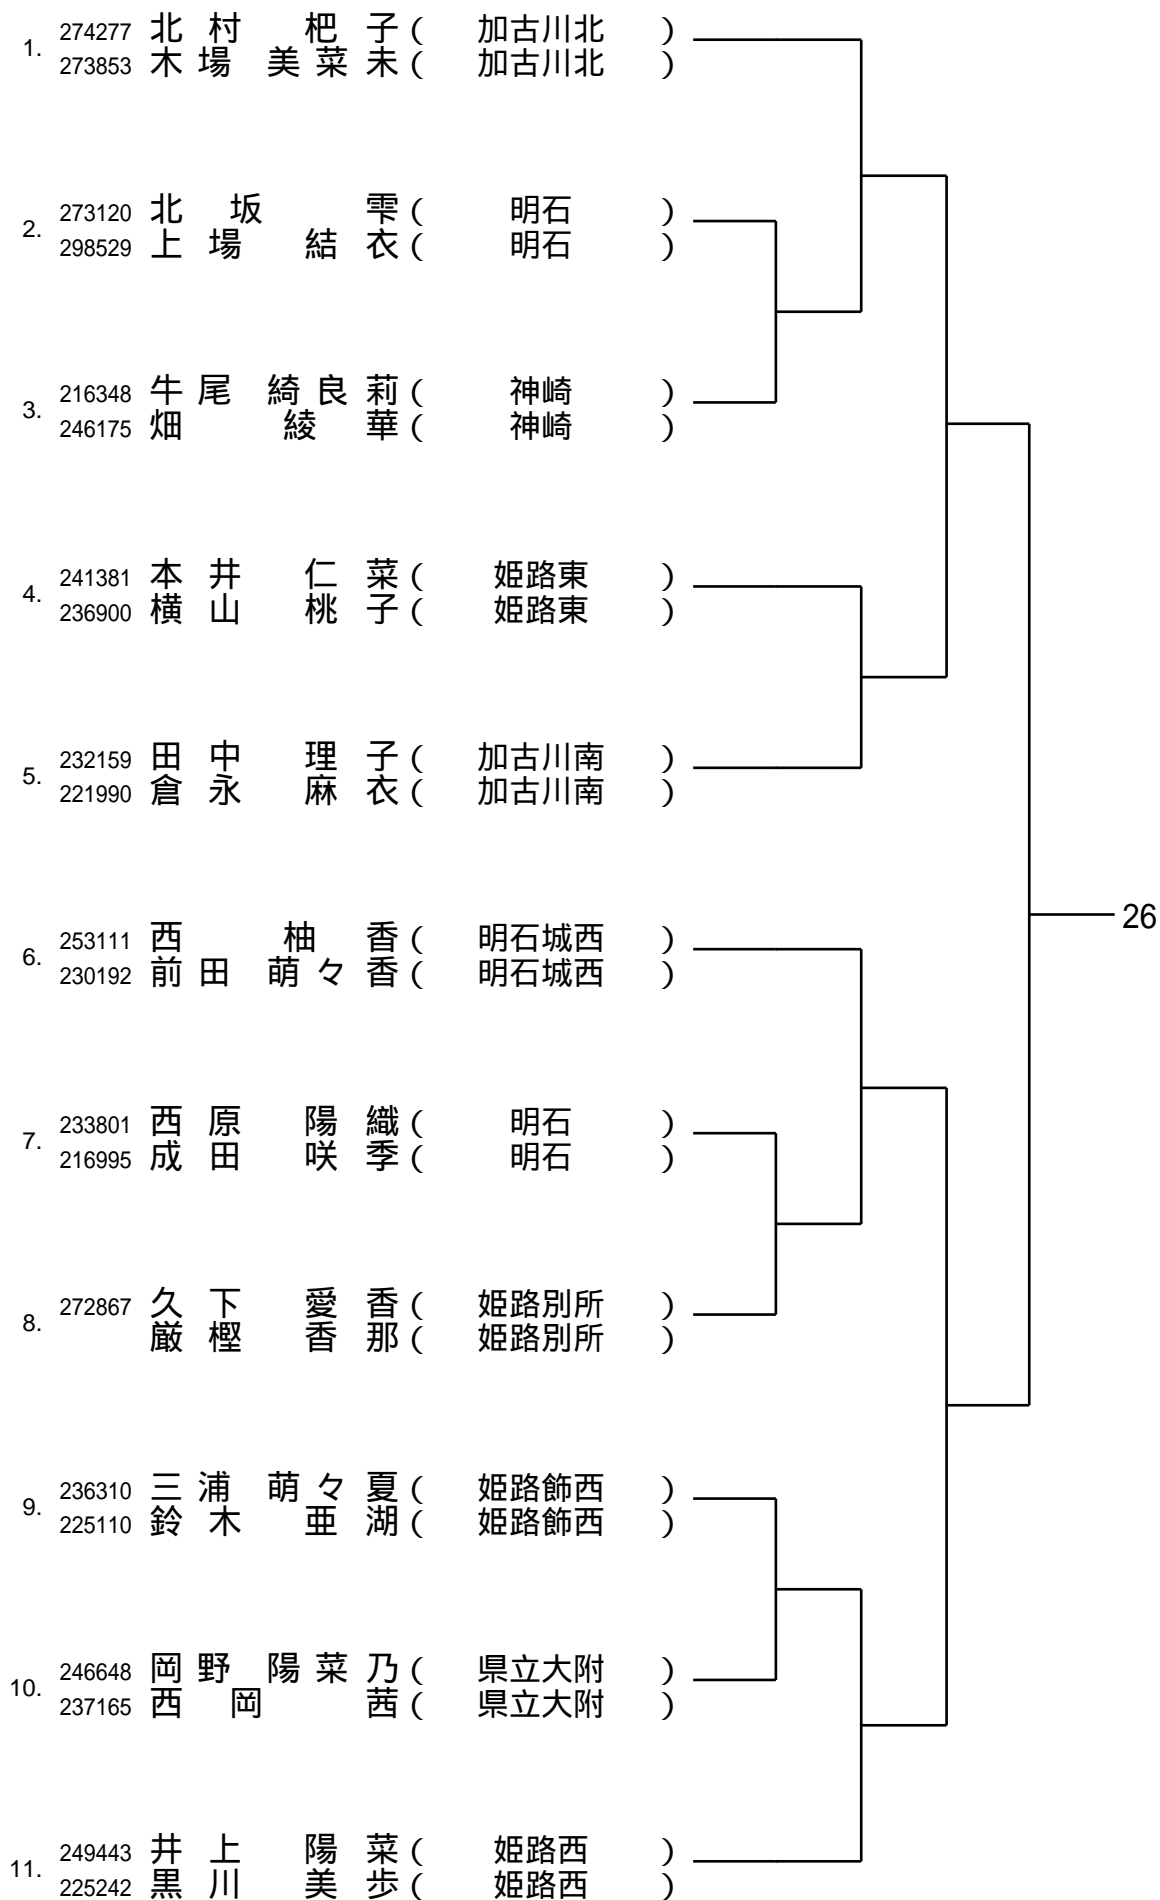 1. 274277 北村 杷子 ( 加古川北 )
273853 木場 美菜未 ( 加古川北 )
2. 273120 北坂 雫 ( 明石 )
298529 上場 結衣 ( 明石 )
3. 216348 牛尾 綺良莉 ( 神崎 )
246175 畑 綾華 ( 神崎 )
4. 241381 本井 仁菜 ( 姫路東 )
236900 横山 桃子 ( 姫路東 )
5. 232159 田中 理子 ( 加古川南 )
221990 倉永 麻衣 ( 加古川南 )
26
6. 253111 西 柚香 ( 明石城西 )
230192 前田 萌々香 ( 明石城西 )
7. 233801 西原 陽織 ( 明石 )
216995 成田 咲季 ( 明石 )
8. 272867 久下 愛香 ( 姫路別所 )
厳樫 香那 ( 姫路別所 )
9. 236310 三浦 萌々夏 ( 姫路飾西 )
225110 鈴木 亜湖 ( 姫路飾西 )
10. 246648 岡野 陽菜乃 ( 県立大附 )
237165 西岡 茜 ( 県立大附 )
11. 249443 井上 陽菜 ( 姫路西 )
225242 黒川 美歩 ( 姫路西 )